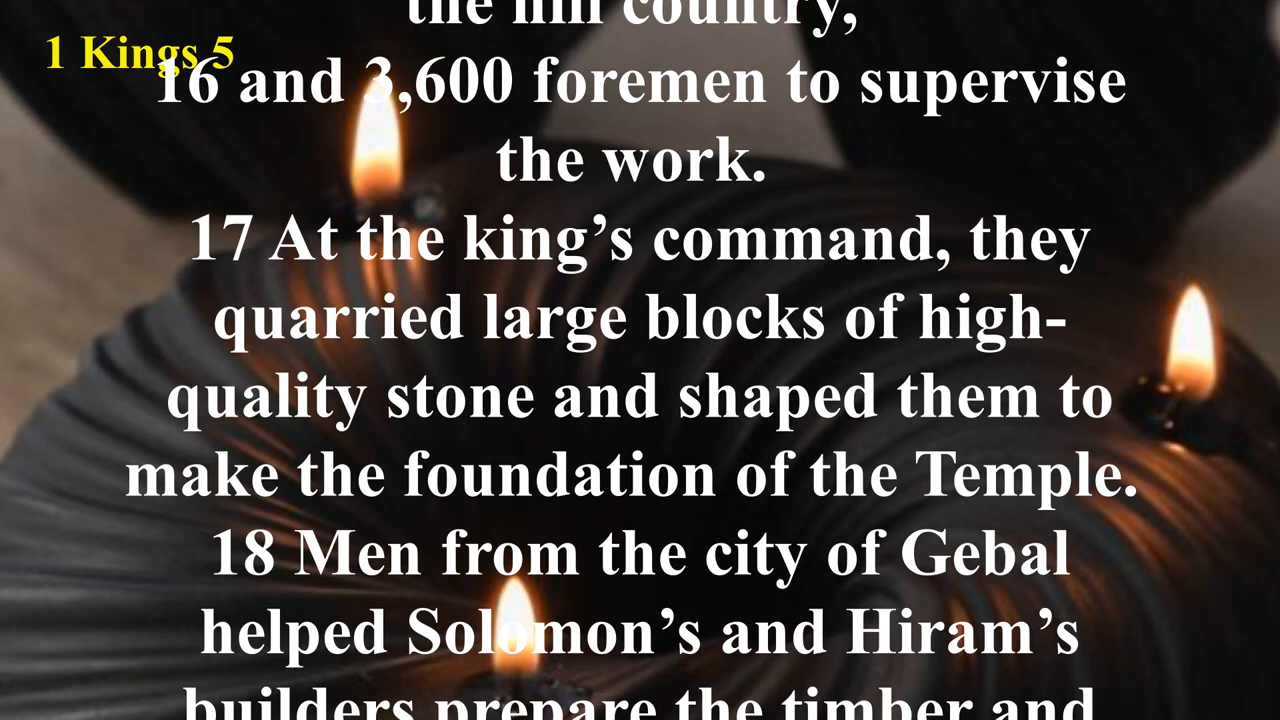 the hill country,
1 Kings 5
16 and 3,600 foremen to supervise
the work.
17 At the king’s command, they
quarried large blocks of high-
quality stone and shaped them to
make the foundation of the Temple.
18 Men from the city of Gebal
helped Solomon’s and Hiram’s
builders prepare the timber and